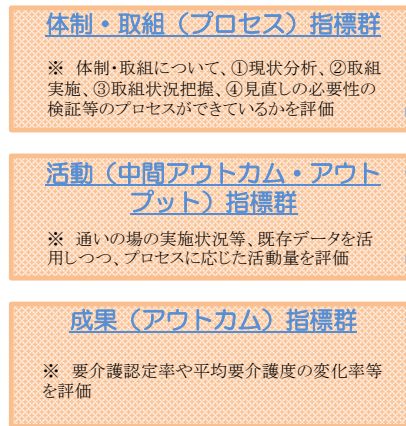 体制・取組（プロセス）指標群
※ 体制・取組について、①現状分析、②取組
実施、③取組状況把握、④見直しの必要性の
検証等のプロセスができているかを評価
活動（中間アウトカム・アウト
プット）指標群
※ 通いの場の実施状況等、既存データを活
用しつつ、プロセスに応じた活動量を評価
成果（アウトカム）指標群
※ 要介護認定率や平均要介護度の変化率等
を評価